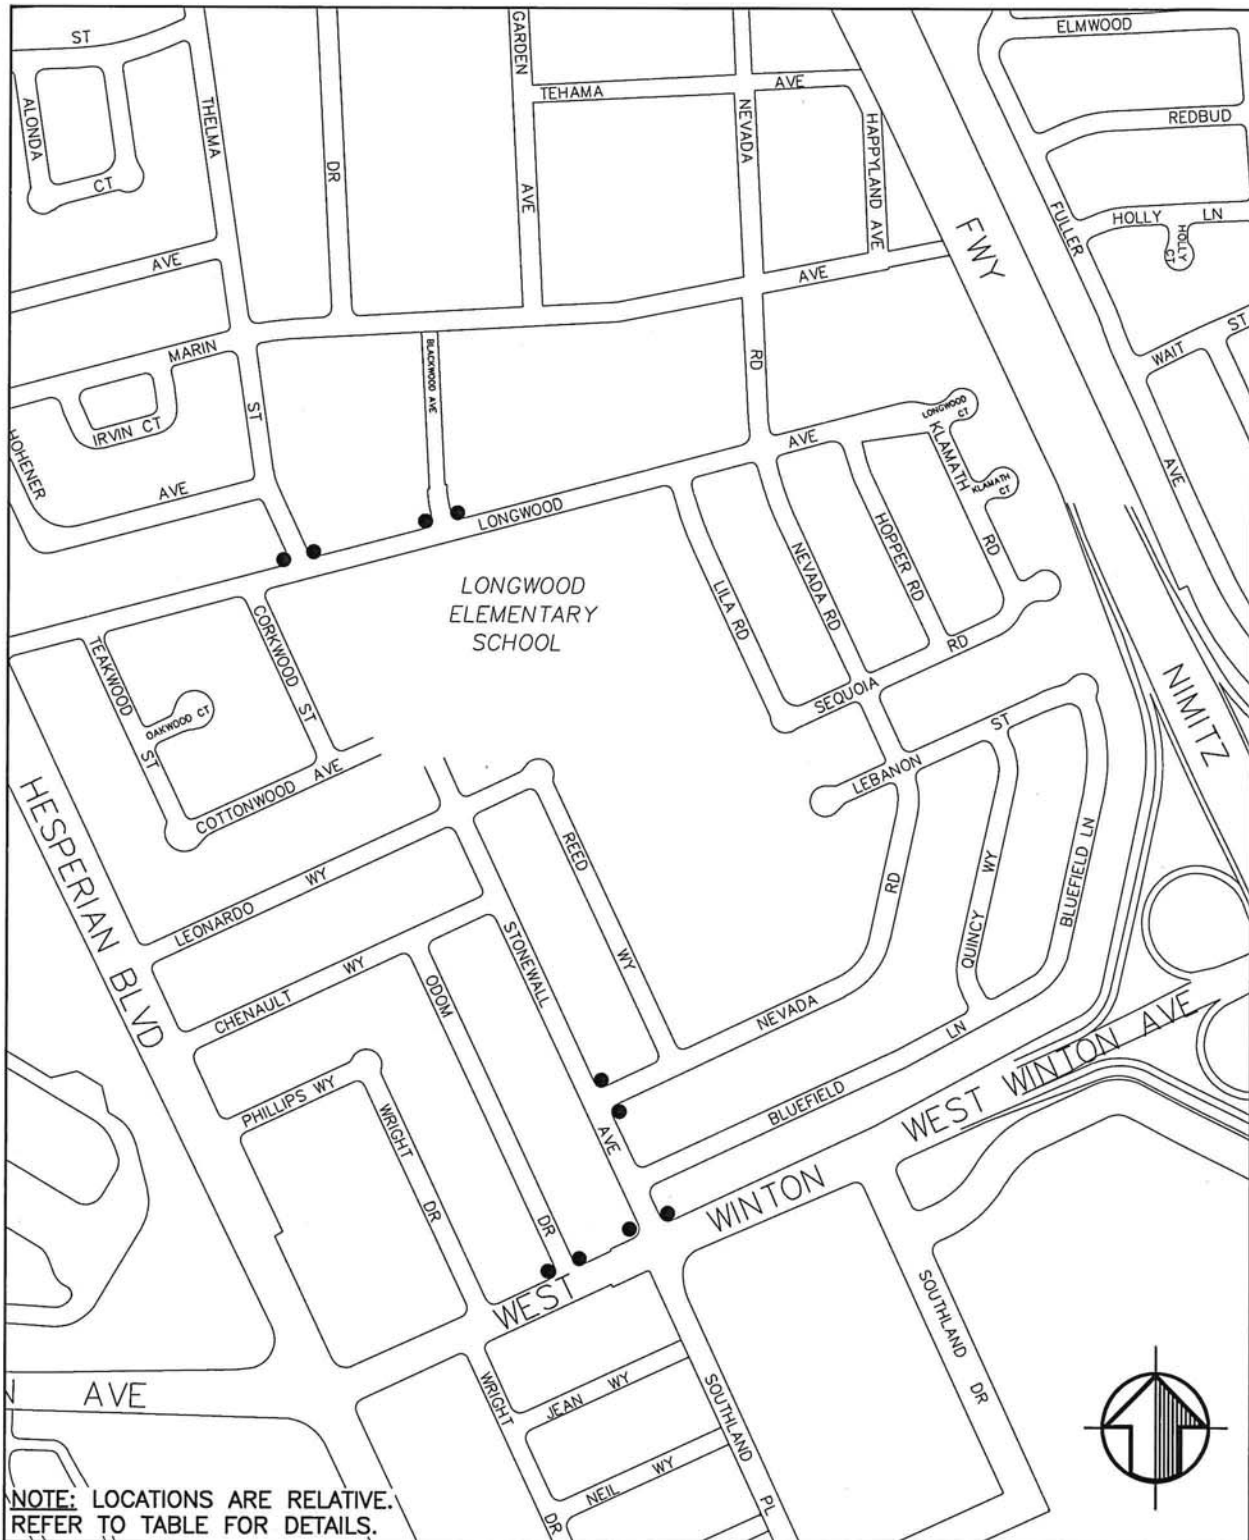 ST
GARDEN
ELMWOOD
ALONDA
THELMA
TEHAMA
AVE
NEVADA
HAPPYLAND AVE
REDBUD
CT
DR
AVE
FULLER
HOLLY LN
HOLLY
CT
FWY
AVE
AVE
MARIN
BLACKWOOD AVE
RD
WAIT ST
IRVIN CT
ST
LONGWOOD
CT
AVE
KLAMATH
HOHENER
AVE
KLAMATH
CT
AVE
LONGWOOD
HOPPER RD
RD
LONGWOOD
ELEMENTARY
SCHOOL
LILA RD
NEVADA RD
CORKWOOD ST
TEAKWOOD
ST
OAKWOOD CT
RD
SEQUOIA
NIMITZ
ST
LEBANON
COTTONWOOD AVE
HESPERIAN BLVD
REED
WY
BLUEFIELD LN
WY
LEONARDO
RD
QUINCY WY
STONEWALL
WY
CHENAULT
ODOM
WY
NEVADA
LN
WEST WINTON AVE
PHILLIPS WY
BLUEFIELD
WRIGHT
AVE
DR
DR
WINTON
WEST
SOUTHLAND
DR
WRIGHT
JEAN WY
SOUTHLAND
N AVE
NEIL WY
PL
DR
NOTE: LOCATIONS ARE RELATIVE.
REFER TO TABLE FOR DETAILS.